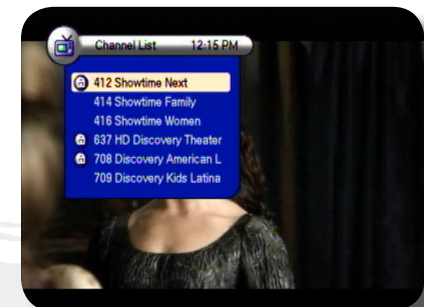 Channel List 12:15 PM
412 Showtime Next
414 Showtime Family
416 Showtime Women
637 HD Discovery Theater
708 Discovery American L
709 Discovery Kids Latina